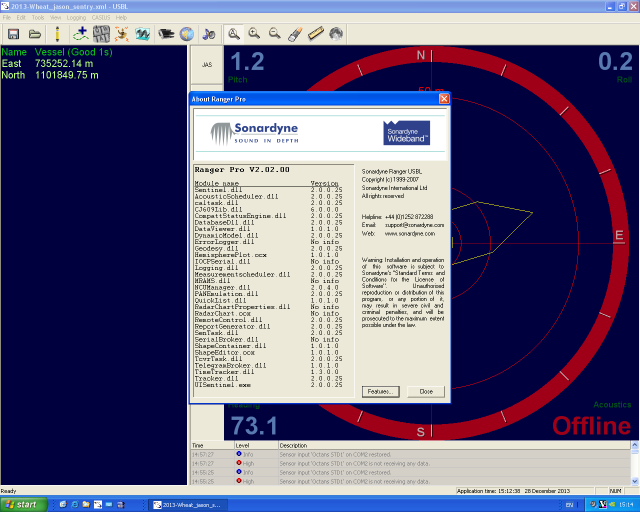 2013-Wheat_jason_sentry.xml - USBL
File Edit Tools View Logging CASIUS Help
Name Vessel (Good 1s)
East 735252.14 m
North 1101849.75 m
JAS
1.2
Pitch
0.2
Roll
N
50 m
E
S
About Ranger Pro
Sonardyne
SOUND IN DEPTH
Sonardyne
Wideband
Ranger Pro V2.02.00
Module name Version
Sentinel.dll 2.0.0.25
AcousticScheduler.dll 2.0.0.25
caltask.dll 2.0.0.25
CJ609Lib.dll 6.0.0.0
CompattStatusEngine.dll 2.0.0.25
DatabaseDll.dll 2.0.0.25
DataViewer.dll 1.0.1.0
DynamicModel.dll 2.0.0.25
ErrorLogger.dll No info
Geodesy.dll 2.0.0.25
HemispherePlot.ocx 1.0.1.0
IOCPSerial.dll No info
Logging.dll 2.0.0.25
Measurementscheduler.dll 2.0.0.25
MRAMS.dll No info
NCUManager.dll 2.0.4.0
PANEmulation.dll 2.0.0.25
QuickList.dll 1.0.1.0
RadarChartProperties.dll No info
RadarChart.ocx No info
RemoteControl.dll 2.0.0.25
ReportGenerator.dll 2.0.0.25
SenTask.dll 2.0.0.25
SerialBroker.dll No info
ShapeContainer.dll 1.0.1.0
ShapeEditor.ocx 1.0.1.0
TcvrTask.dll 2.0.0.25
TelegramBroker.dll 1.0.1.0
TimeTracker.dll 1.3.0.0
Tracker.dll 2.0.0.25
UISentinel.exe 2.0.0.25
Sonardyne Ranger USBL
Copyright (c) 1999-2007
Sonardyne International Ltd
All rights reserved
Helpline: +44 (0)1252 872288
Email: support@sonardyne.com
Web: www.sonardyne.com
Warning: Installation and operation
of this software is subject to
Sonardyne's "Standard Terms and
Conditions for the Licence of
Software". Unauthorised
reproduction or distribution of this
program, or any portion of it,
may result in severe civil and
criminal penalties, and will be
prosecuted to the maximum extent
possible under the law.
Features... Close
Heading
73.1
Acoustics
Offline
Time Level Description
14:57:27 Info Sensor input 'Octans STD1' on COM2 restored.
14:57:27 High Sensor input 'Octans STD1' on COM2 is not receiving any data.
14:55:25 Info Sensor input 'Octans STD1' on COM2 restored.
14:55:25 High Sensor input 'Octans STD1' on COM2 is not receiving any data.
Ready Application time: 15:12:38 28 December 2013 NUM
start 2013-Wheat_jason_s... 15:14